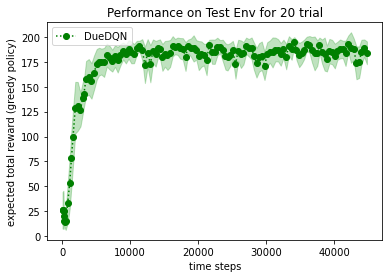 Performance on Test Env for 20 trial
DueDQN
expected total reward (greedy policy)
200
175
150
125
100
75
50
25
0
0 10000 20000 30000 40000
time steps